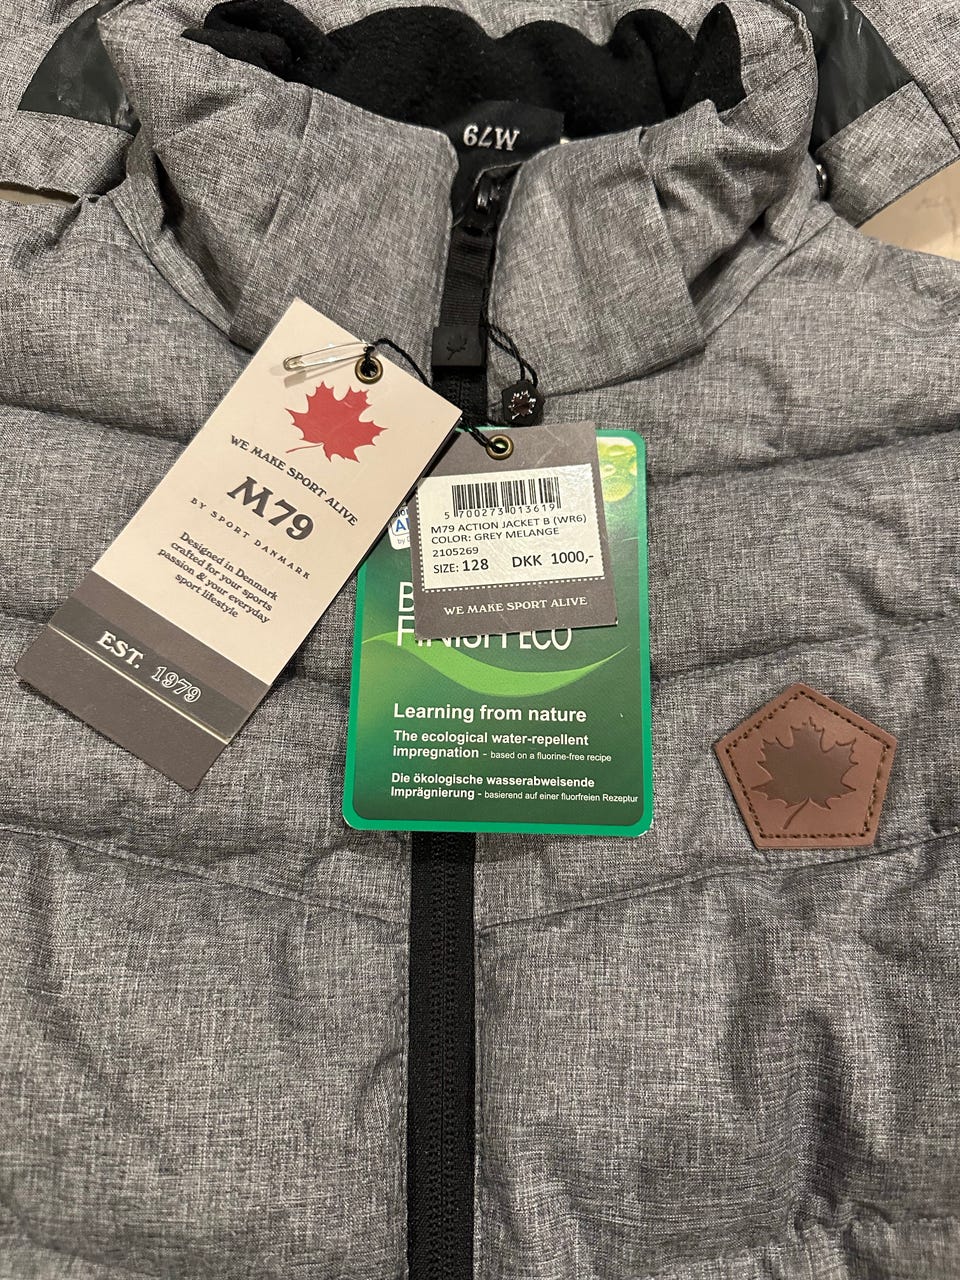 M79
WE MAKE SPORT ALIVE
M79
BY SPORT DANMARK
Designed in Denmark
crafted for your sports
passion & your everyday
sport lifestyle
EST. 1979
5 700273 013619
M79 ACTION JACKET B (WR6)
COLOR: GREY MELANGE
2105269
SIZE: 128 DKK 1000,-
WE MAKE SPORT ALIVE
FINISH ECO
Learning from nature
The ecological water-repellent
impregnation - based on a fluorine-free recipe
Die ökologische wasserabweisende
Imprägnierung - basierend auf einer fluorfreien Rezeptur